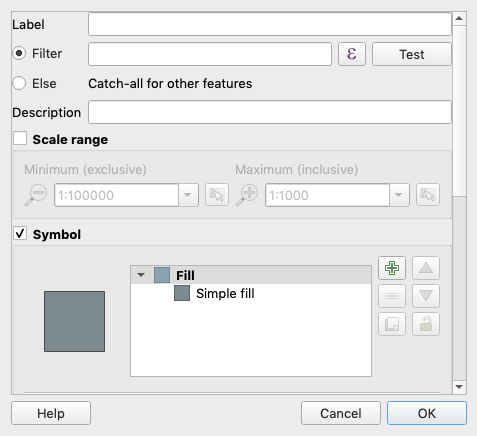 Label
Filter ε Test
Else Catch-all for other features
Description
Scale range
Minimum (exclusive) Maximum (inclusive)
1:100000 1:1000
Symbol
Fill
Simple fill
Help Cancel OK